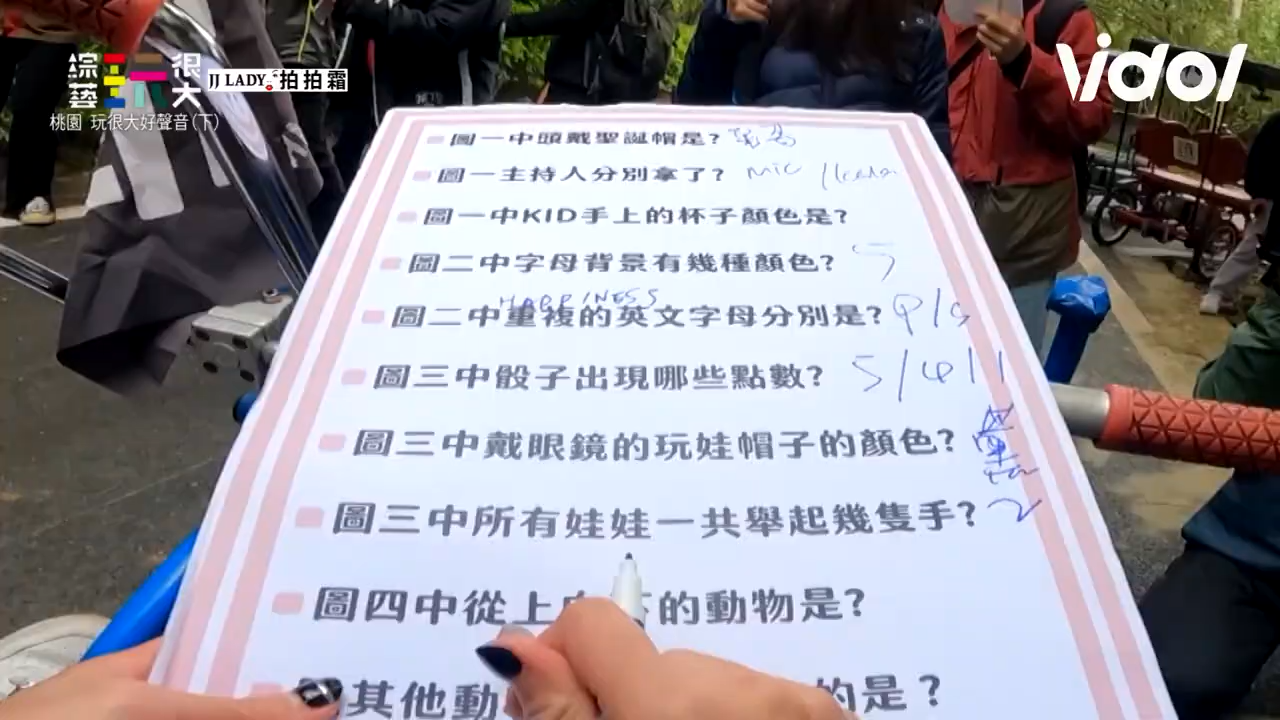 綜藝玩很大
JJ LADY 拍拍霜
桃園 玩很大好聲音(下)
Vidol
圖一中頭戴聖誕帽是?
圖一主持人分別拿了? MIC /
圖一中KID手上的杯子顏色是?
圖二中字母背景有幾種顏色? 5
HAPPINESS
圖二中重複的英文字母分別是? P/S
圖三中骰子出現哪些點數? 5/4/1
圖三中戴眼鏡的玩娃帽子的顏色?
圖三中所有娃娃一共舉起幾隻手? 2
圖四中從上 的動物是?
其他動 的是?